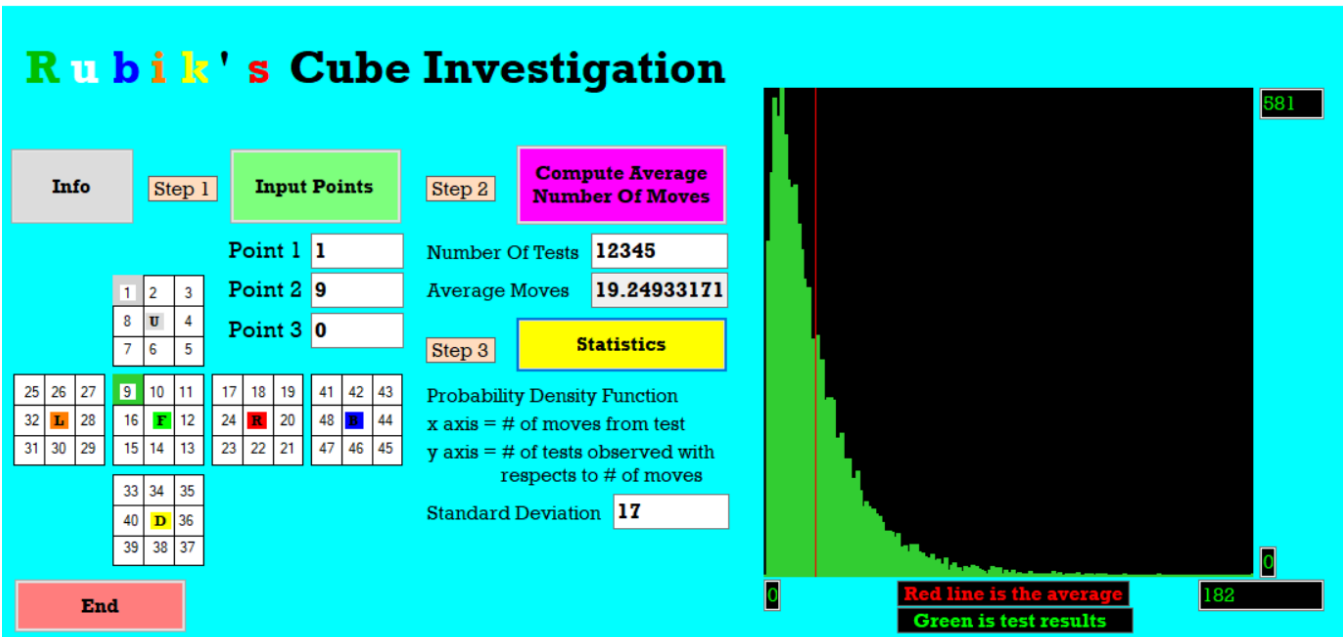 Rubik's Cube Investigation
581
Info
Step 1
Input Points
Step 2
Compute Average
Number Of Moves
Point 1 1
Number Of Tests 12345
Point 2 9
Average Moves 19.24933171
Point 3 0
Step 3
Statistics
1 2 3
8 U 4
7 6 5
25 26 27 9 10 11 17 18 19 41 42 43
32 L 28 16 F 12 24 R 20 48 B 44
31 30 29 15 14 13 23 22 21 47 46 45
33 34 35
40 D 36
39 38 37
Probability Density Function
x axis = # of moves from test
y axis = # of tests observed with
respects to # of moves
Standard Deviation 17
0
0
182
Red line is the average
Green is test results
End